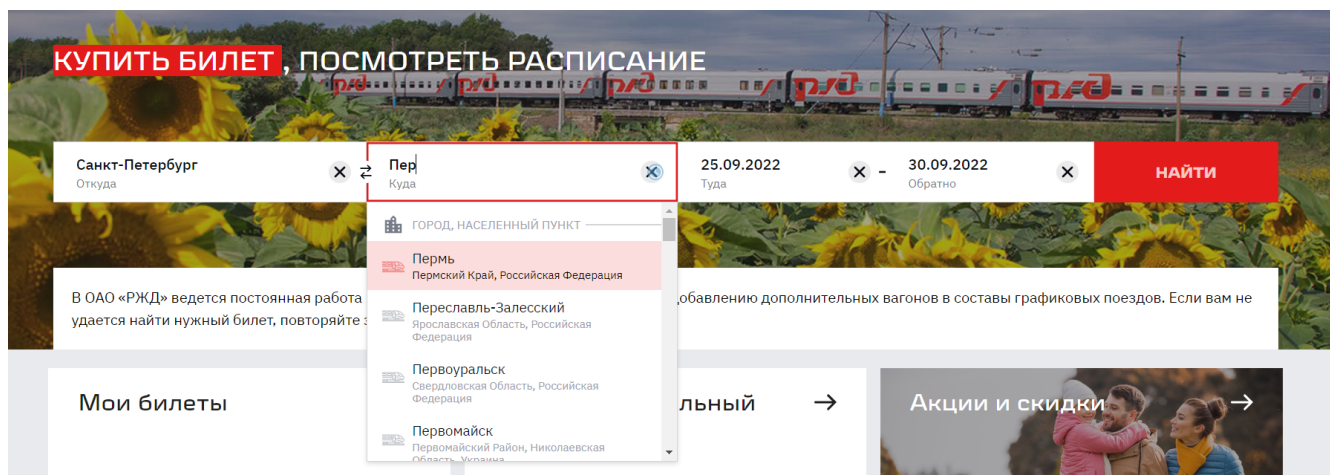 КУПИТЬ БИЛЕТ , ПОСМОТРЕТЬ РАСПИСАНИЕ
Санкт-Петербург
Откуда
Пер
Куда
25.09.2022
Туда
-
30.09.2022
Обратно
НАЙТИ
ГОРОД, НАСЕЛЕННЫЙ ПУНКТ
Пермь
Пермский Край, Российская Федерация
Переславль-Залесский
Ярославская Область, Российская
Федерация
Первоуральск
Свердловская Область, Российская
Федерация
Первомайск
Первомайский Район, Николаевская
Область, Украина
В ОАО «РЖД» ведется постоянная работа
обавлению дополнительных вагонов в составы графиковых поездов. Если вам не
удается найти нужный билет, повторяйте з
Мои билеты
льный
Акции и скидки